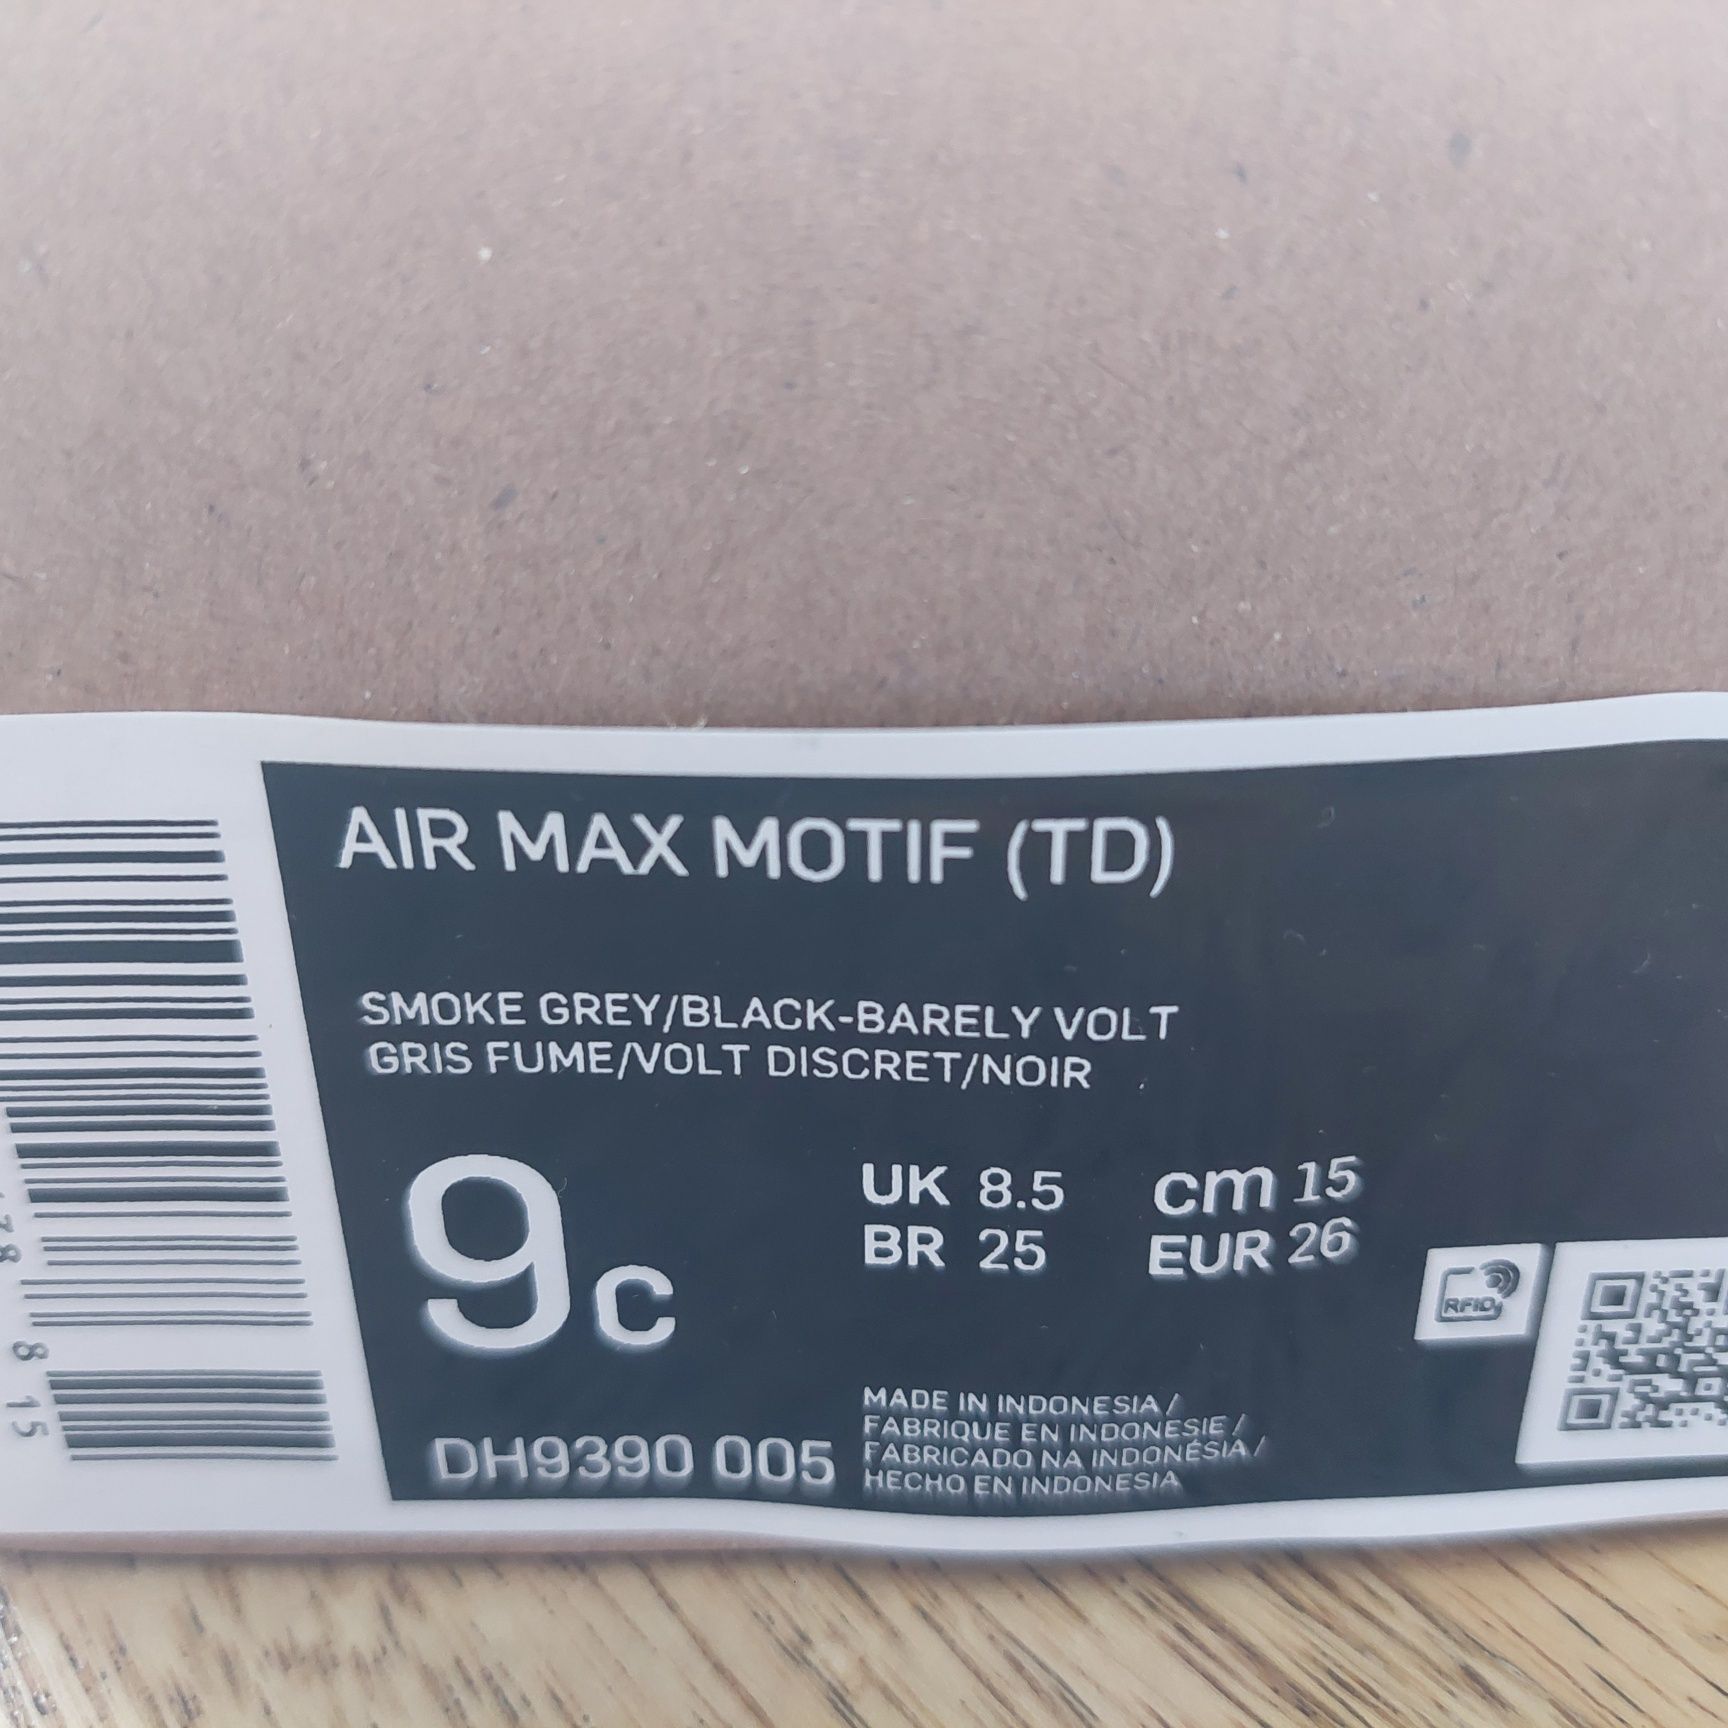 AIR MAX MOTIF (TD)
SMOKE GREY/BLACK-BARELY VOLT
GRIS FUME/VOLT DISCRET/NOIR
9C
UK 8.5
BR 25
cm 15
EUR 26
RFID
DH9390 005
MADE IN INDONESIA /
FABRIQUE EN INDONESIE /
FABRICADO NA INDONÉSIA /
HECHO EN INDONESIA
8 15